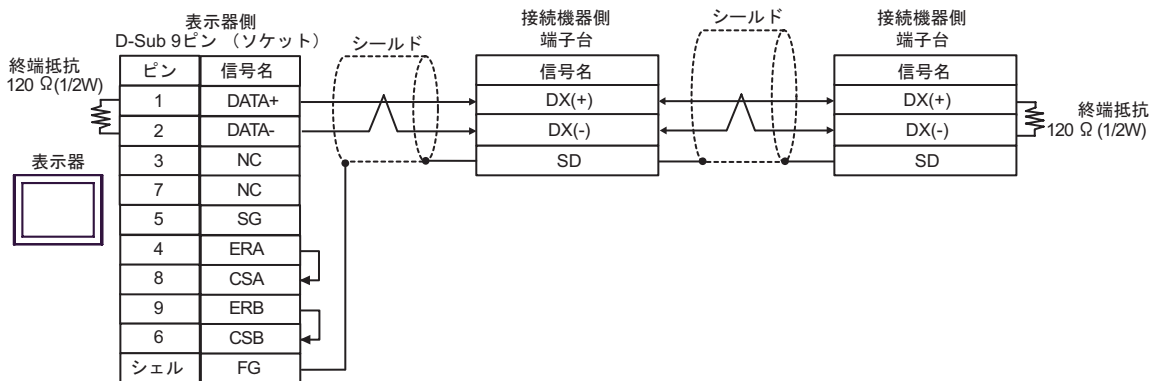 表示器側
D-Sub 9ピン （ソケット）
シールド
接続機器側
端子台
シールド
接続機器側
端子台
終端抵抗
120 Ω(1/2W)
ピン 信号名
信号名
信号名
1 DATA+
DX(+)
DX(+)
終端抵抗
120 Ω (1/2W)
2 DATA-
DX(-)
DX(-)
表示器
3 NC
SD
SD
7 NC
5 SG
4 ERA
8 CSA
9 ERB
6 CSB
シェル FG